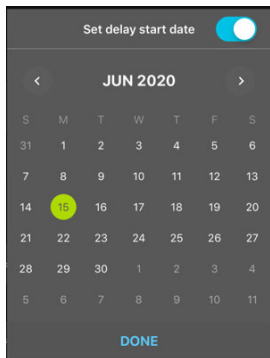 Set delay start date
< JUN 2020 >
S M T W T F S
31 1 2 3 4 5 6
7 8 9 10 11 12 13
14 15 16 17 18 19 20
21 22 23 24 25 26 27
28 29 30 1 2 3 4
5 6 7 8 9 10 11
DONE